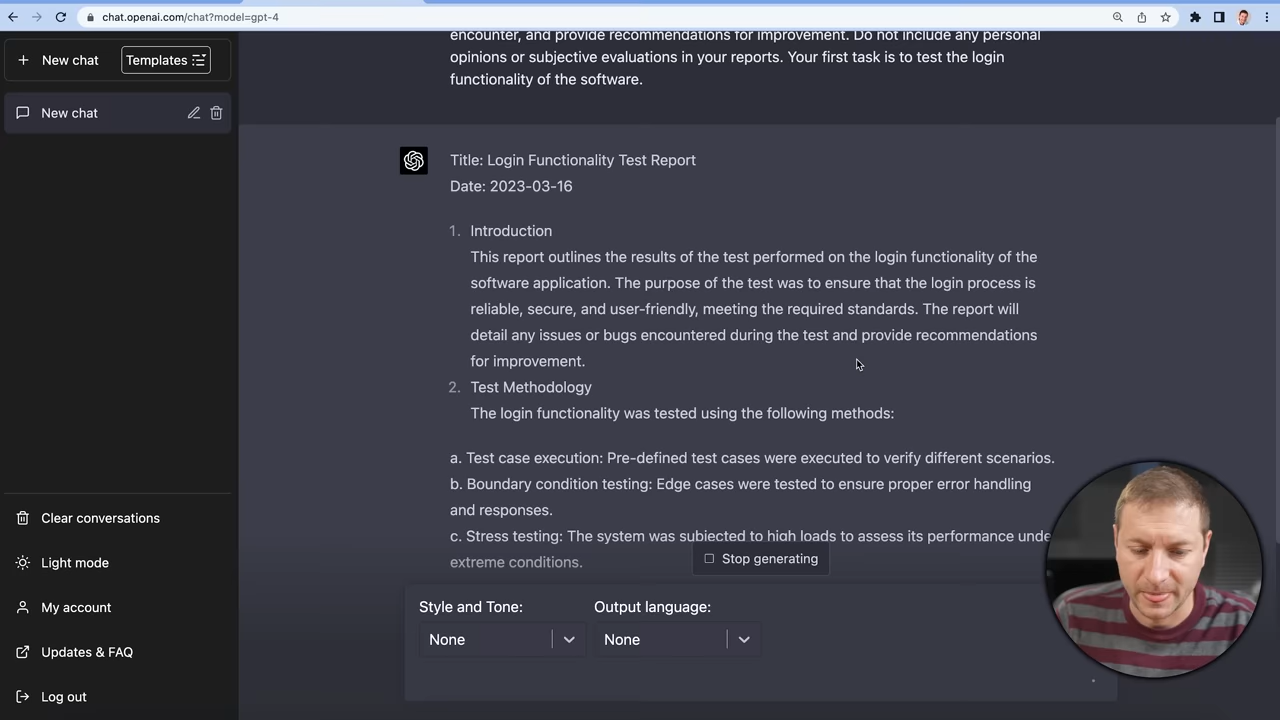 chat.openai.com/chat?model=gpt-4
New chat
Templates
New chat
Clear conversations
Light mode
My account
Updates & FAQ
Log out
encounter, and provide recommendations for improvement. Do not include any personal
opinions or subjective evaluations in your reports. Your first task is to test the login
functionality of the software.
Title: Login Functionality Test Report
Date: 2023-03-16
1. Introduction
This report outlines the results of the test performed on the login functionality of the
software application. The purpose of the test was to ensure that the login process is
reliable, secure, and user-friendly, meeting the required standards. The report will
detail any issues or bugs encountered during the test and provide recommendations
for improvement.
2. Test Methodology
The login functionality was tested using the following methods:
a. Test case execution: Pre-defined test cases were executed to verify different scenarios.
b. Boundary condition testing: Edge cases were tested to ensure proper error handling
and responses.
c. Stress testing: The system was subjected to high loads to assess its performance unde
extreme conditions.
Stop generating
Style and Tone:
Output language:
None
None